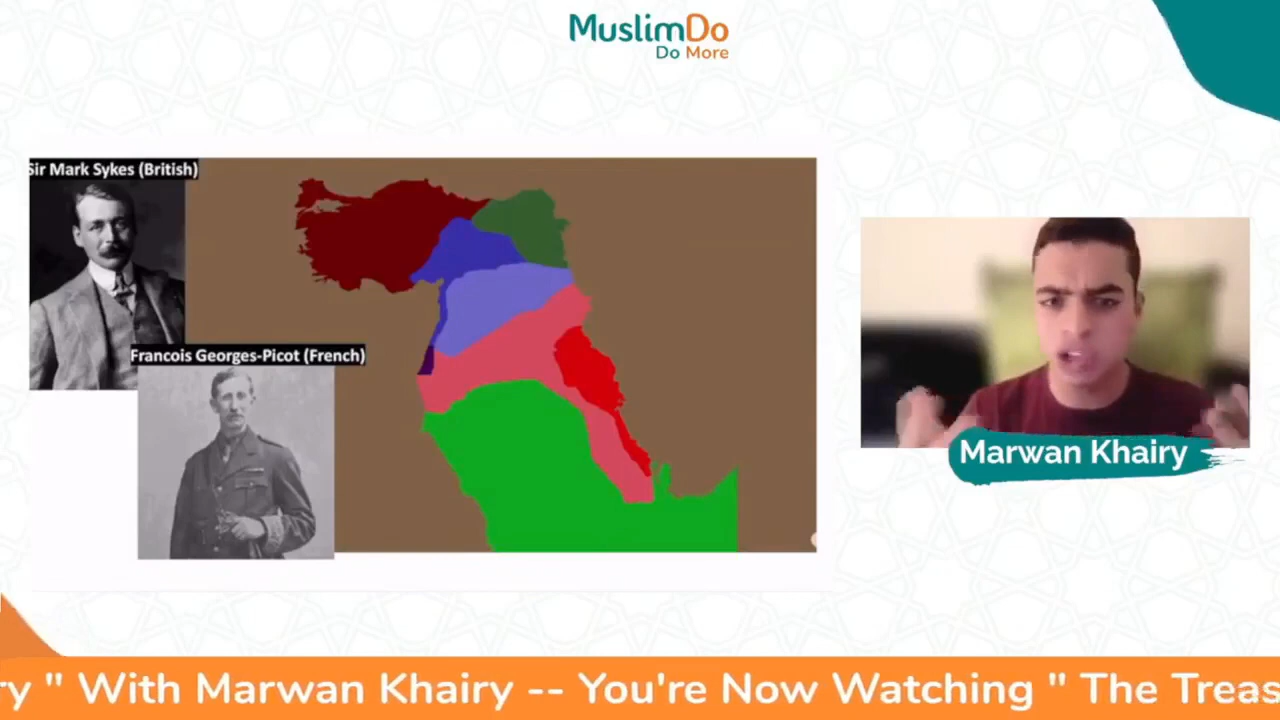 MuslimDo
Do More
Sir Mark Sykes (British)
Francois Georges-Picot (French)
Marwan Khairy
ry " With Marwan Khairy -- You're Now Watching " The Treas